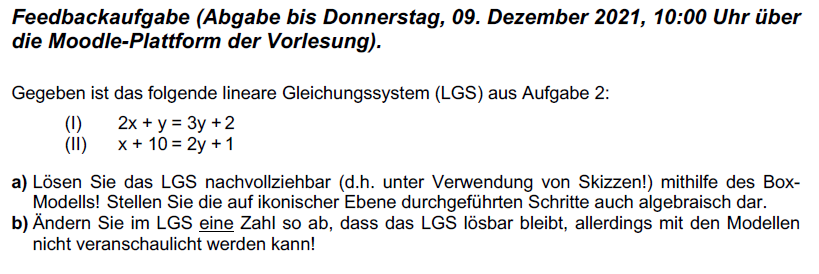 Feedbackaufgabe (Abgabe bis Donnerstag, 09. Dezember 2021, 10:00 Uhr über
die Moodle-Plattform der Vorlesung).
Gegeben ist das folgende lineare Gleichungssystem (LGS) aus Aufgabe 2:
(I) 2x + y = 3y + 2
(II) x + 10 = 2y + 1
a) Lösen Sie das LGS nachvollziehbar (d.h. unter Verwendung von Skizzen!) mithilfe des Box-
Modells! Stellen Sie die auf ikonischer Ebene durchgeführten Schritte auch algebraisch dar.
b) Ändern Sie im LGS eine Zahl so ab, dass das LGS lösbar bleibt, allerdings mit den Modellen
nicht veranschaulicht werden kann!